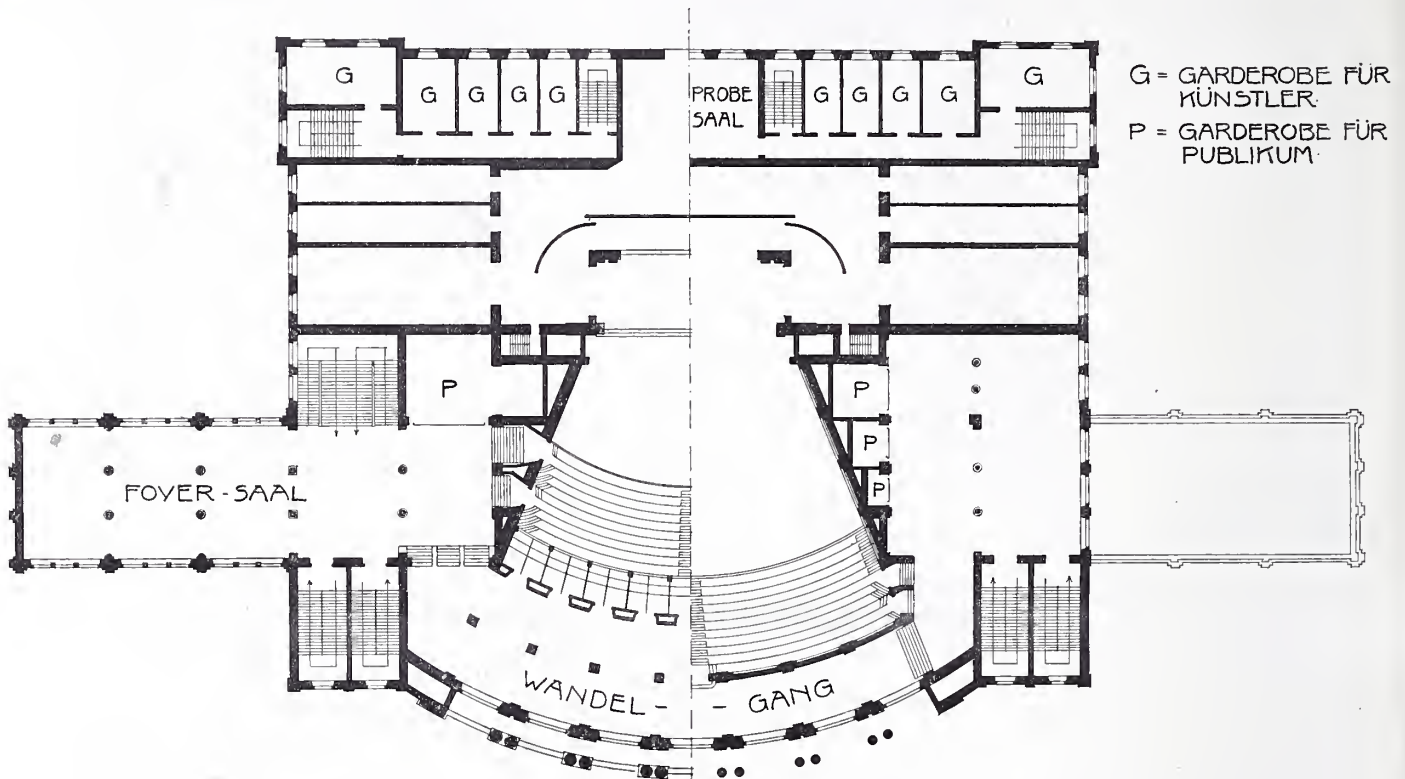 G
G
G
G
G
PROBE
SAAL
G
G
G
G
G
G = GARDEROBE FÜR
KÜNSTLER.
P = GARDEROBE FÜR
PUBLIKUM.
P
P
P
P
FOYER - SAAL
WANDEL - - GANG